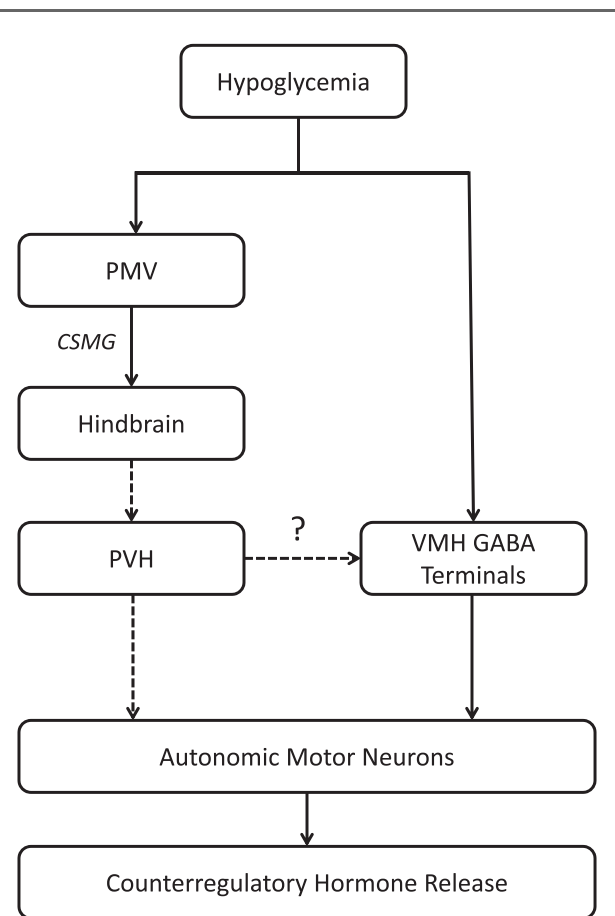 Hypoglycemia
PMV
CSMG
Hindbrain
PVH
?
VMH GABA
Terminals
Autonomic Motor Neurons
Counterregulatory Hormone Release